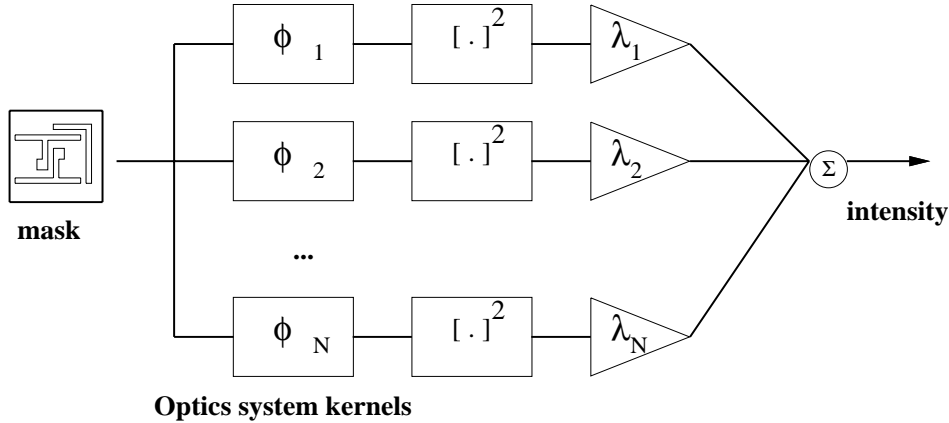 ϕ 1 [ . ]2 λ1
ϕ 2 [ . ]2 λ2
Σ
mask
intensity
...
ϕ N [ . ]2 λN
Optics system kernels